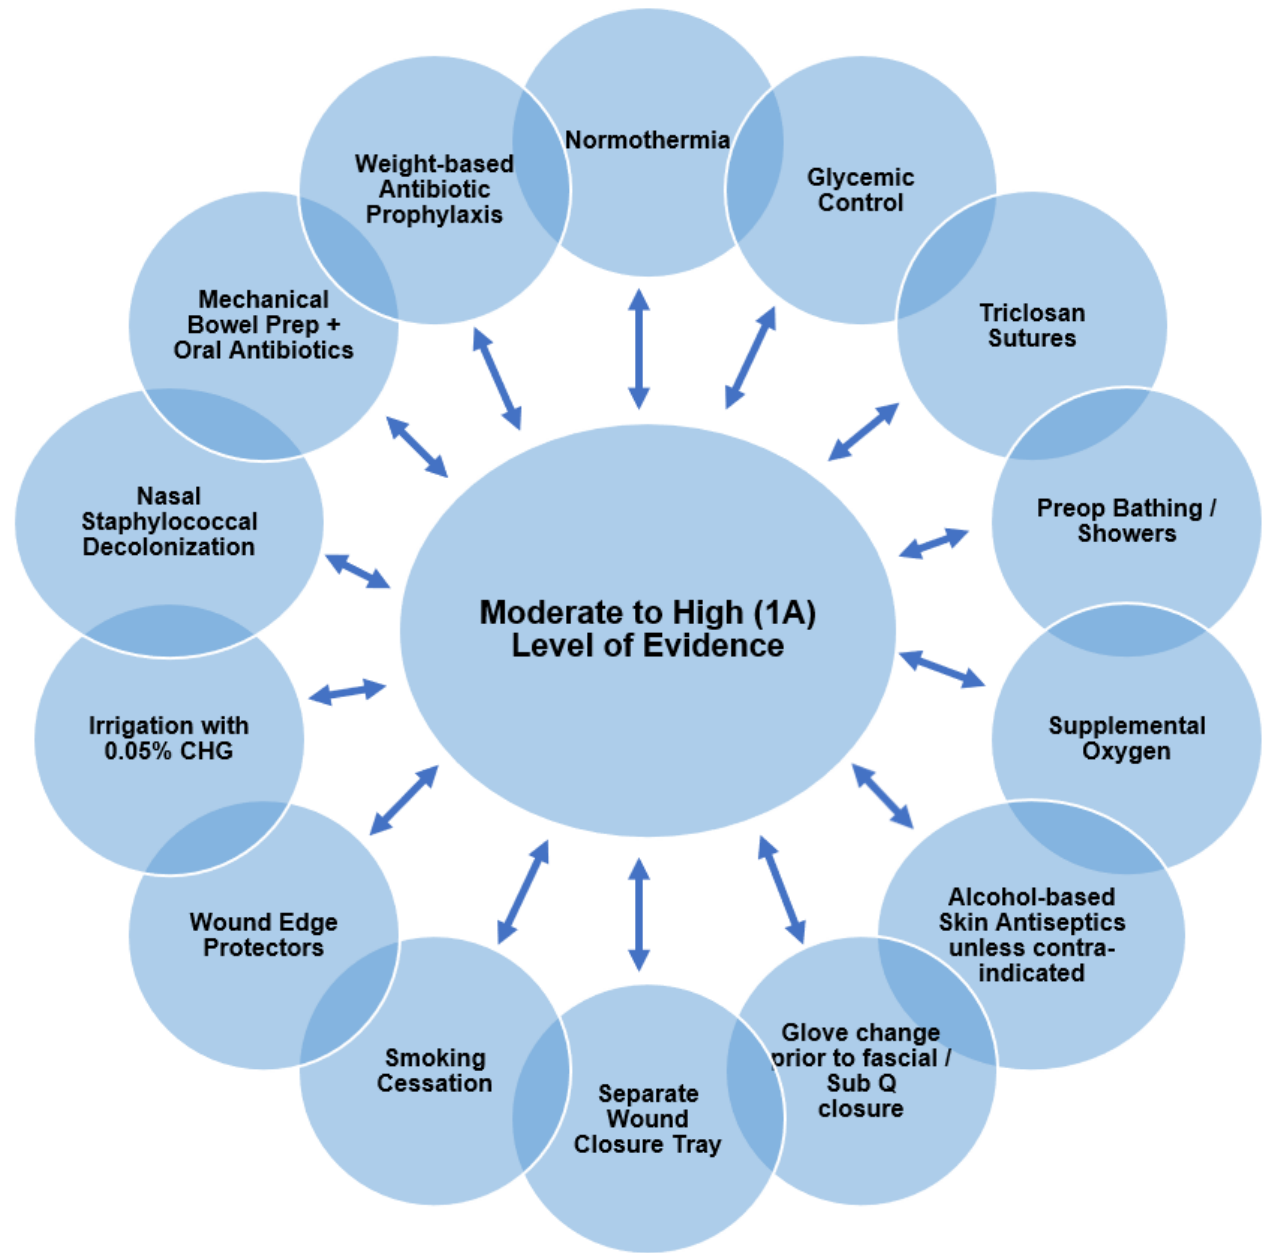 Normothermia
Glycemic
Control
Triclosan
Sutures
Preop Bathing /
Showers
Supplemental
Oxygen
Alcohol-based
Skin Antiseptics
unless contra-
indicated
Glove change
prior to fascial /
Sub Q
closure
Separate
Wound
Closure Tray
Smoking
Cessation
Wound Edge
Protectors
Irrigation with
0.05% CHG
Nasal
Staphylococcal
Decolonization
Mechanical
Bowel Prep +
Oral Antibiotics
Weight-based
Antibiotic
Prophylaxis
Moderate to High (1A)
Level of Evidence